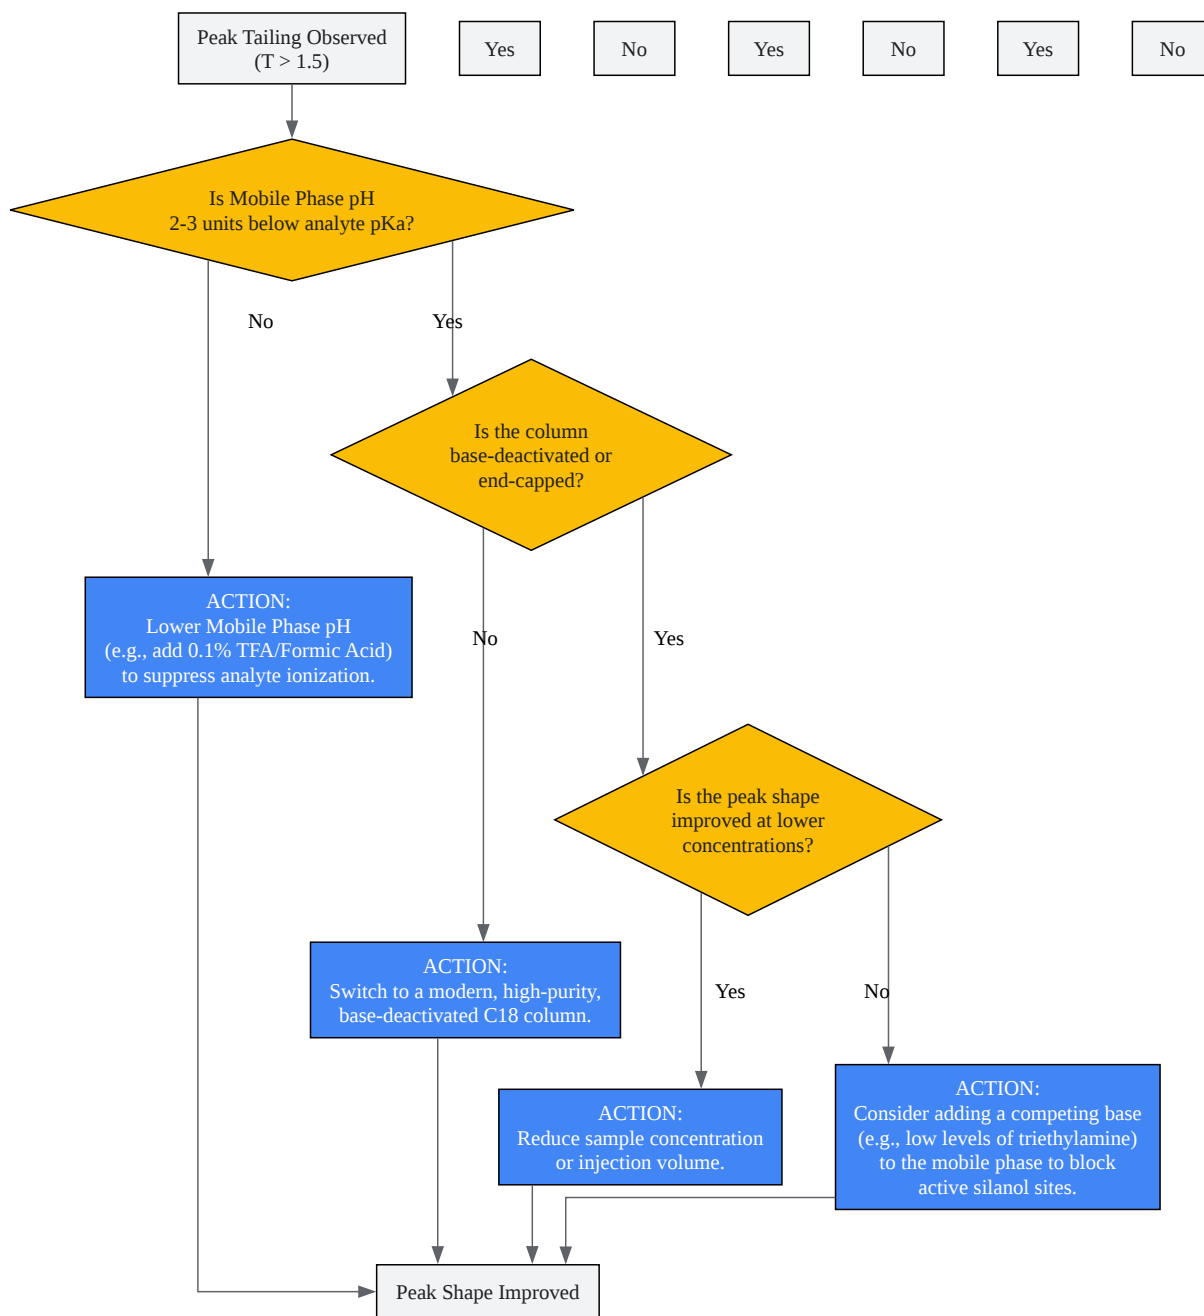 Peak Tailing Observed
(T > 1.5)
Yes
No
Yes
No
Yes
No
Is Mobile Phase pH
2-3 units below analyte pKa?
No
Yes
Is the column
base-deactivated or
end-capped?
ACTION:
Lower Mobile Phase pH
(e.g., add 0.1% TFA/Formic Acid)
to suppress analyte ionization.
No
Yes
Is the peak shape
improved at lower
concentrations?
ACTION:
Switch to a modern, high-purity,
base-deactivated C18 column.
Yes
No
ACTION:
Reduce sample concentration
or injection volume.
ACTION:
Consider adding a competing base
(e.g., low levels of triethylamine)
to the mobile phase to block
active silanol sites.
Peak Shape Improved